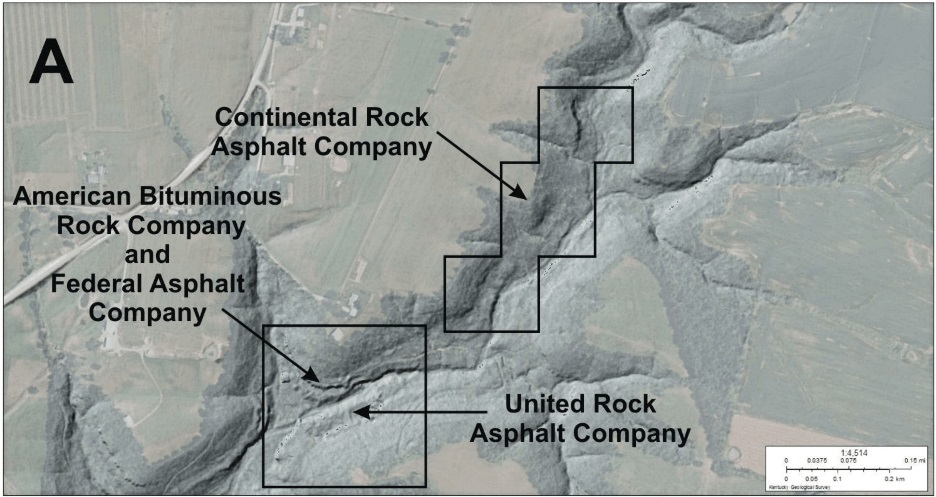 A
Continental Rock
Asphalt Company
American Bituminous
Rock Company
and
Federal Asphalt
Company
United Rock
Asphalt Company
1:4,514
0 0.0375 0.075 0.15 mi
0 0.05 0.1 0.2 km
Kentucky Geological Survey